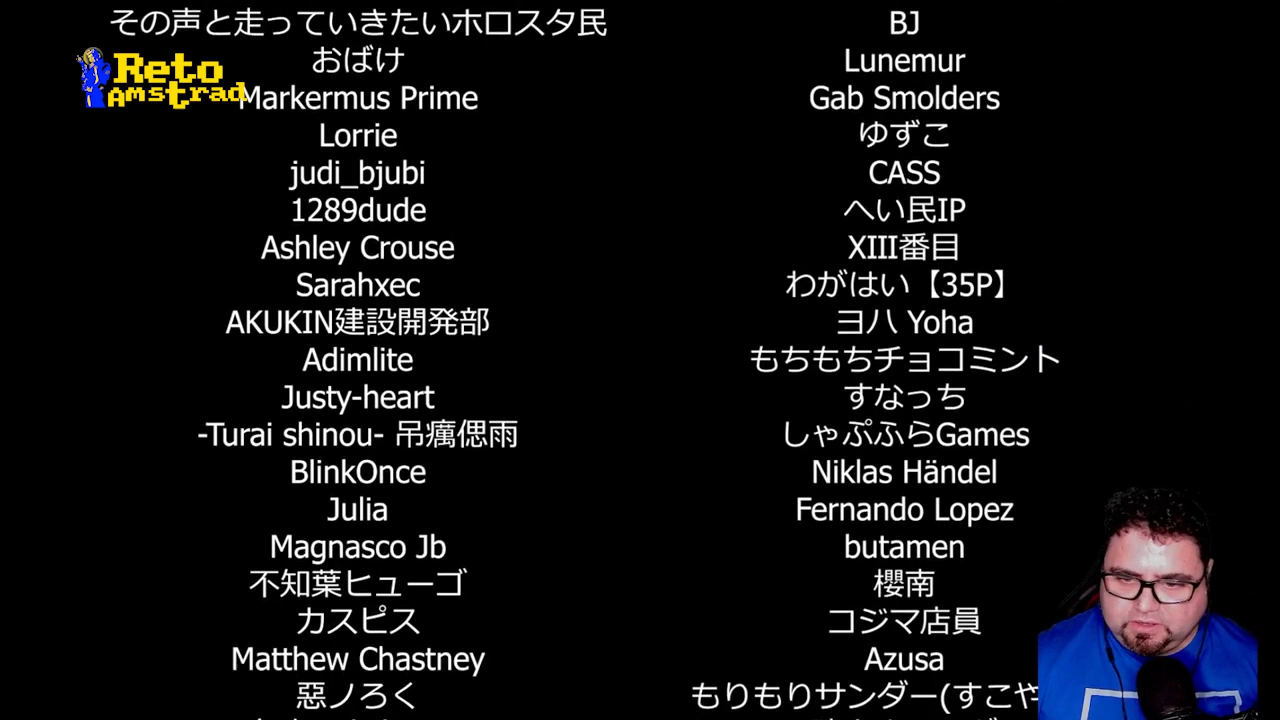 その声と走っていきたいホロスタ民
BJ
おばけ
Lunemur
Reto
Amstrad
Markermus Prime
Gab Smolders
Lorrie
ゆずこ
judi_bjubi
CASS
1289dude
へい民IP
Ashley Crouse
XIII番目
Sarahxec
わがはい【35P】
AKUKIN建設開発部
ヨハ Yoha
Adimlite
もちもちチョコミント
Justy-heart
すなっち
-Turai shinou- 吊癘偲雨
しゃぷふらGames
BlinkOnce
Niklas Händel
Julia
Fernando Lopez
Magnasco Jb
butamen
不知葉ヒューゴ
櫻南
カスピス
コジマ店員
Matthew Chastney
Azusa
惡ノろく
もりもりサンダー(すこや